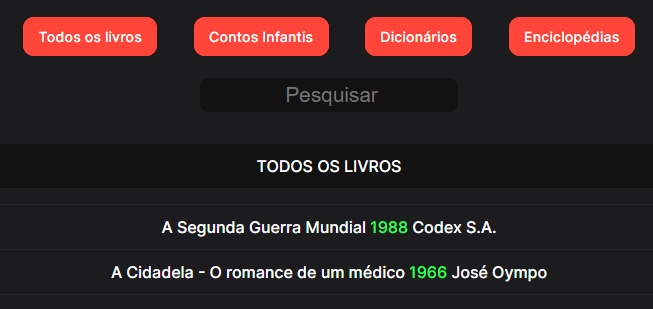 Todos os livros Contos Infantis Dicionários Enciclopédias
Pesquisar
TODOS OS LIVROS
A Segunda Guerra Mundial 1988 Codex S.A.
A Cidadela - O romance de um médico 1966 José Oympo